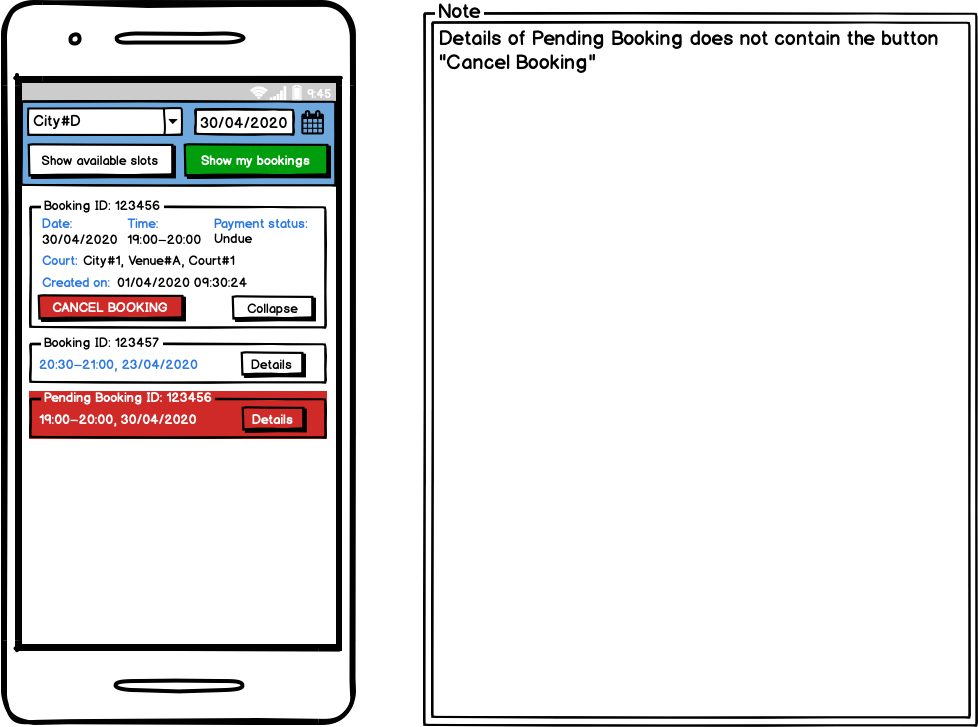 9:45
City#D
30/04/2020
Show available slots
Show my bookings
Booking ID: 123456
Date: Time: Payment status:
30/04/2020 19:00–20:00 Undue
Court: City#1, Venue#A, Court#1
Created on: 01/04/2020 09:30:24
CANCEL BOOKING
Collapse
Booking ID: 123457
20:30–21:00, 23/04/2020
Details
Pending Booking ID: 123456
19:00–20:00, 30/04/2020
Details
Note
Details of Pending Booking does not contain the button
"Cancel Booking"